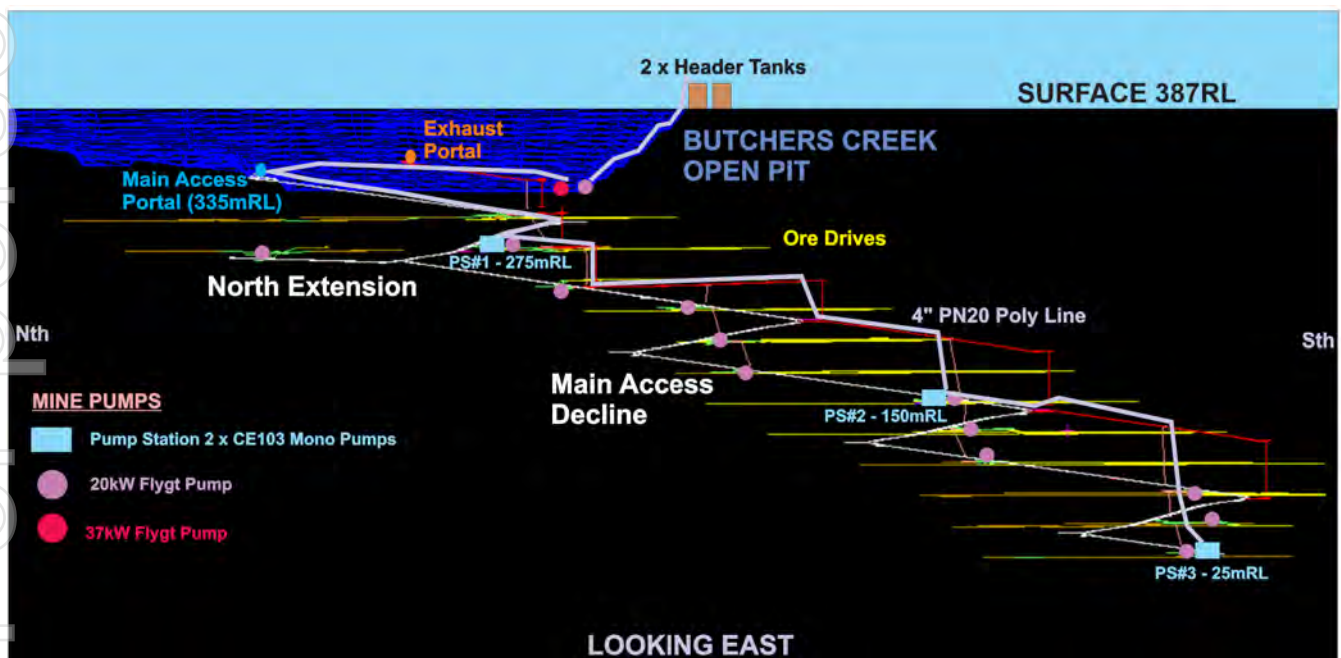 2 x Header Tanks
SURFACE 387RL
Exhaust
Portal
BUTCHERS CREEK
OPEN PIT
Main Access
Portal (335mRL)
Ore Drives
PS#1 - 275mRL
North Extension
4" PN20 Poly Line
Nth
Sth
Main Access
Decline
MINE PUMPS
PS#2 - 150mRL
Pump Station 2 x CE103 Mono Pumps
20kW Flygt Pump
37kW Flygt Pump
PS#3 - 25mRL
LOOKING EAST